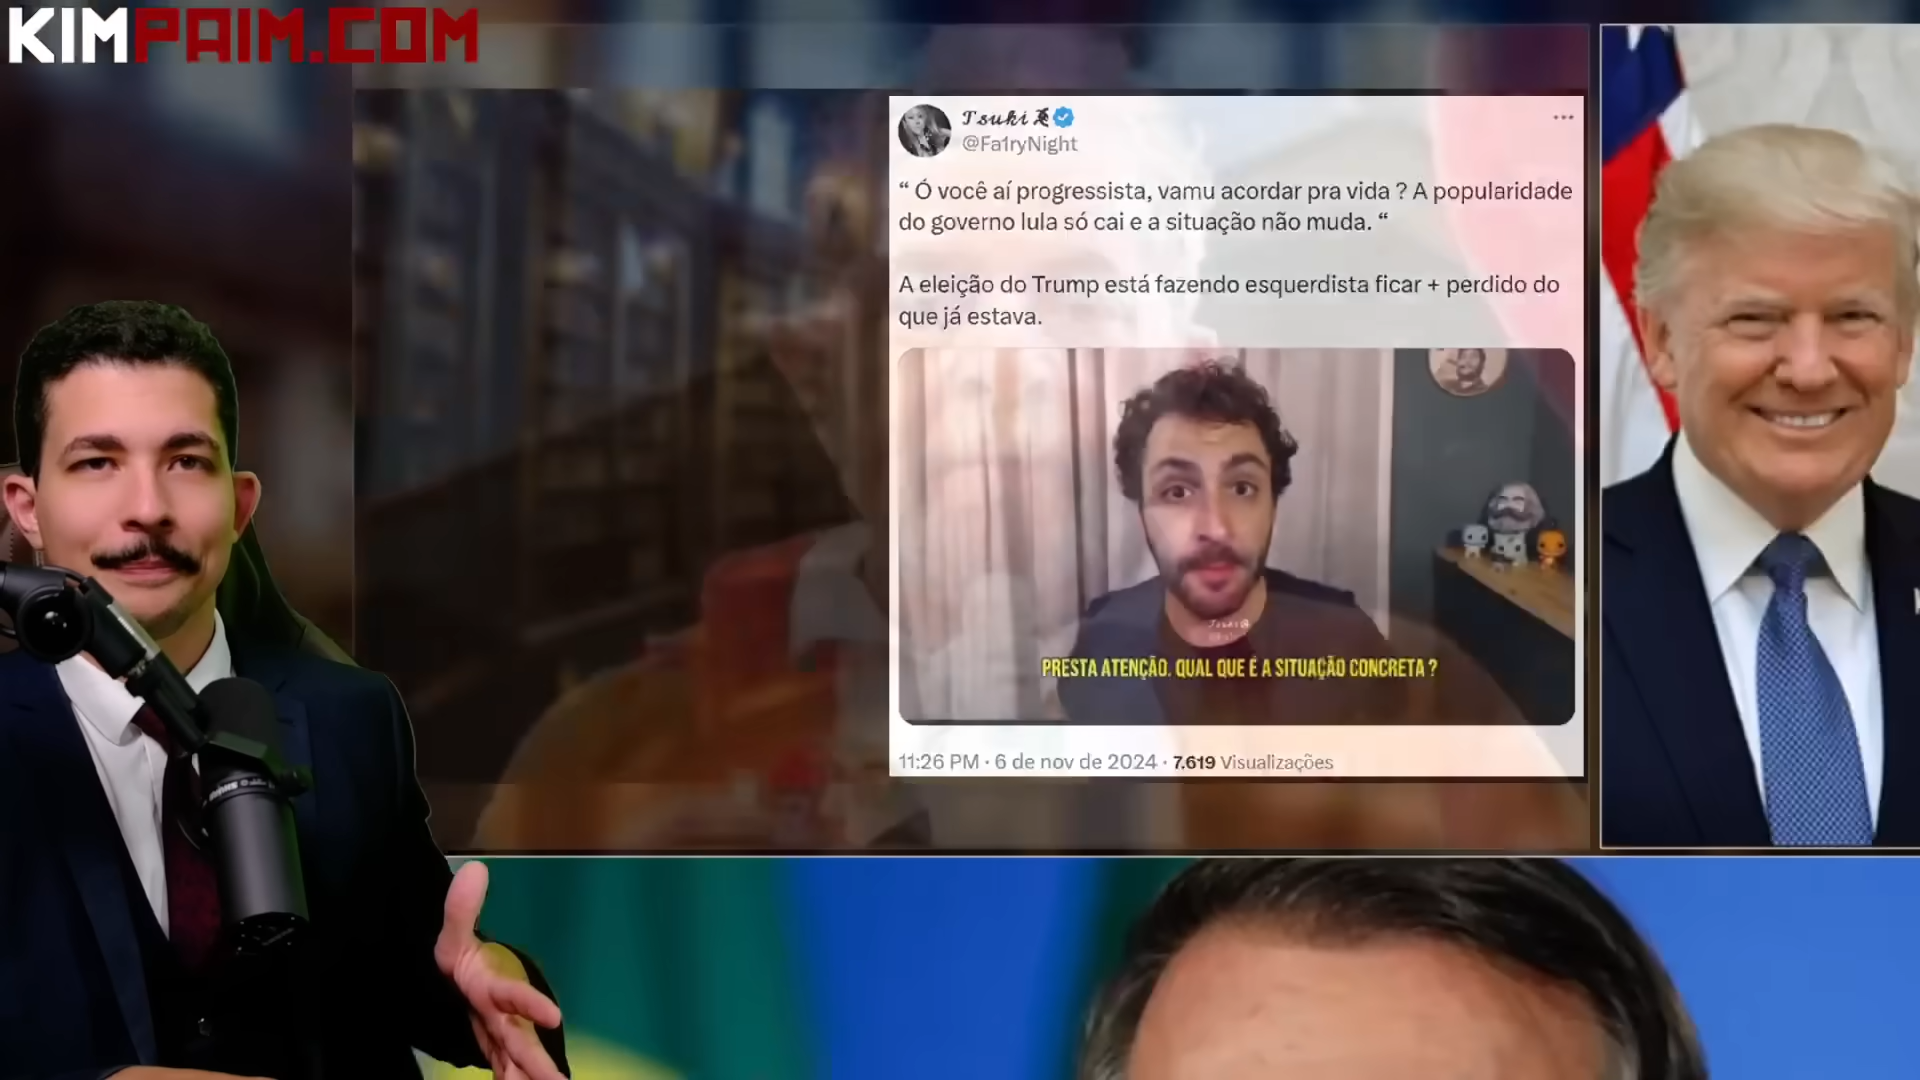 KIMPAIM.COM
Tsuki
@Fa1ryNight
“ Ó você aí progressista, vamu acordar pra vida ? A popularidade
do governo lula só cai e a situação não muda. “
A eleição do Trump está fazendo esquerdista ficar + perdido do
que já estava.
PRESTA ATENÇÃO. QUAL QUE É A SITUAÇÃO CONCRETA ?
11:26 PM · 6 de nov de 2024 · 7.619 Visualizações